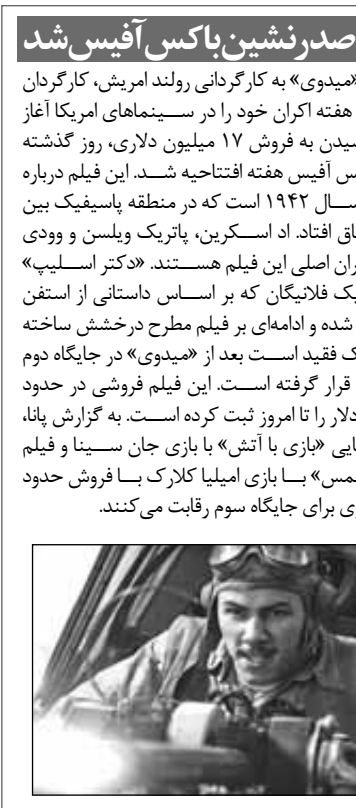 صدرنشین باکس‌آفیس شد
«میدوی» به کارگردانی رولند امریش، کارگردان
هفته اکران خود را در سینماهای امریکا آغاز
سیدن به فروش ۱۷ میلیون دلاری، روز گذشته
س آفیس هفته افتتاحیه شد. این فیلم درباره
سال ۱۹۴۲ است که در منطقه پاسیفیک بین
اق افتاد. اد اسکرین، پاتریک ویلسن و وودی
ران اصلی این فیلم هستند. «دکتر اسلیپ»
یک فلانیگان که بر اساس داستانی از استفن
شده و ادامه‌ای بر فیلم مطرح درخشش ساخته
ک فقید است بعد از «میدوی» در جایگاه دوم
قرار گرفته است. این فیلم فروشی در حدود
دلار را تا امروز ثبت کرده است. به گزارش پانا،
ایی «بازی با آتش» با بازی جان سینا و فیلم
مس» با بازی امیلیا کلارک با فروش حدود
ی برای جایگاه سوم رقابت می‌کنند.